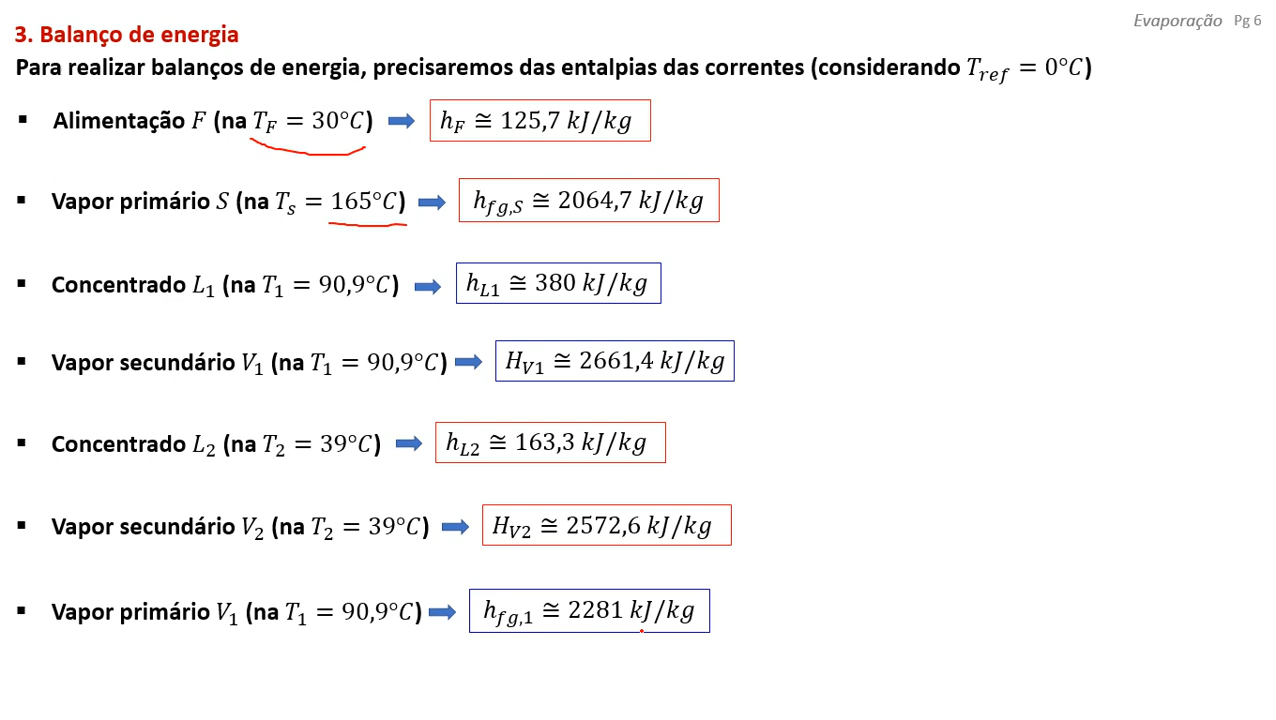 Evaporação Pg 6
3. Balanço de energia
Para realizar balanços de energia, precisaremos das entalpias das correntes (considerando T_ref = 0°C)
▪ Alimentação F (na T_F = 30°C) h_F ≅ 125,7 kJ/kg
▪ Vapor primário S (na T_s = 165°C) h_fg,S ≅ 2064,7 kJ/kg
▪ Concentrado L_1 (na T_1 = 90,9°C) h_L1 ≅ 380 kJ/kg
▪ Vapor secundário V_1 (na T_1 = 90,9°C) H_V1 ≅ 2661,4 kJ/kg
▪ Concentrado L_2 (na T_2 = 39°C) h_L2 ≅ 163,3 kJ/kg
▪ Vapor secundário V_2 (na T_2 = 39°C) H_V2 ≅ 2572,6 kJ/kg
▪ Vapor primário V_1 (na T_1 = 90,9°C) h_fg,1 ≅ 2281 kJ/kg